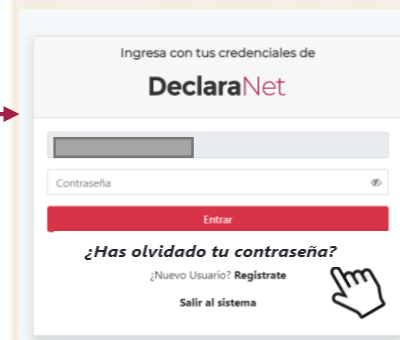 Ingresa con tus credenciales de
DeclaraNet
Contraseña
Entrar
¿Has olvidado tu contraseña?
¿Nuevo Usuario? Registrate
Salir al sistema